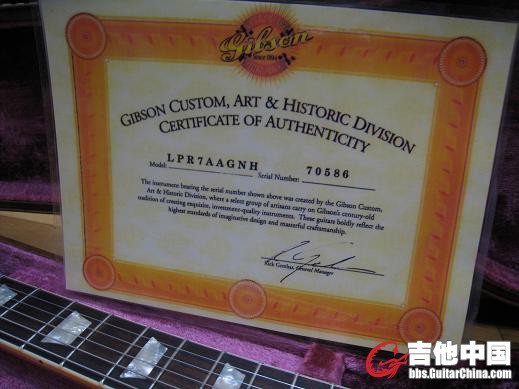 Gibson
Since 1894
GIBSON CUSTOM, ART & HISTORIC DIVISION
CERTIFICATE OF AUTHENTICITY
Model: LPR7AAGNH Serial Number: 70586
The instrument bearing the serial number shown above was created by the Gibson Custom,
Art & Historic Division, where a select group of artisans carry on Gibson's century-old
tradition of creating exquisite, investment-quality instruments. These guitars boldly reflect the
highest standards of imaginative design and masterful craftsmanship.
Rick Gembar, General Manager
吉他中国
bbs.GuitarChina.com